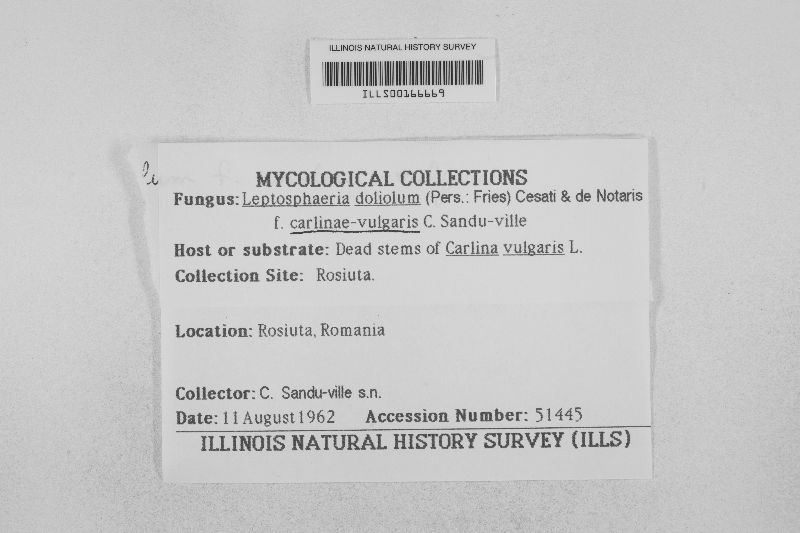 ILLINOIS NATURAL HISTORY SURVEY
ILLS00166669
MYCOLOGICAL COLLECTIONS
Fungus: Leptosphaeria doliolum (Pers.: Fries) Cesati & de Notaris
f. carlinae-vulgaris C. Sandu-ville
Host or substrate: Dead stems of Carlina vulgaris L.
Collection Site: Rosiuta.
Location: Rosiuta, Romania
Collector: C. Sandu-ville s.n.
Date: 11 August 1962 Accession Number: 51445
ILLINOIS NATURAL HISTORY SURVEY (ILLS)